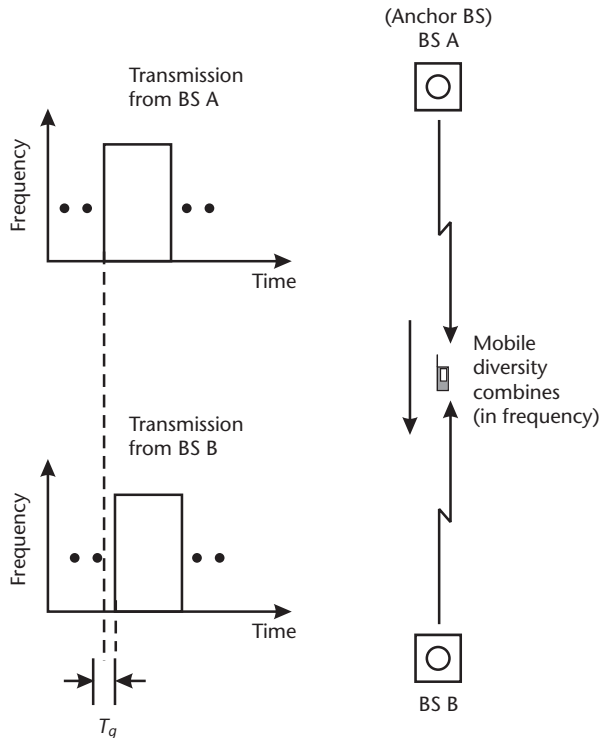 Transmission
from BS A
Frequency
Time
Transmission
from BS B
Frequency
Time
Tg
(Anchor BS)
BS A
Mobile
diversity
combines
(in frequency)
BS B